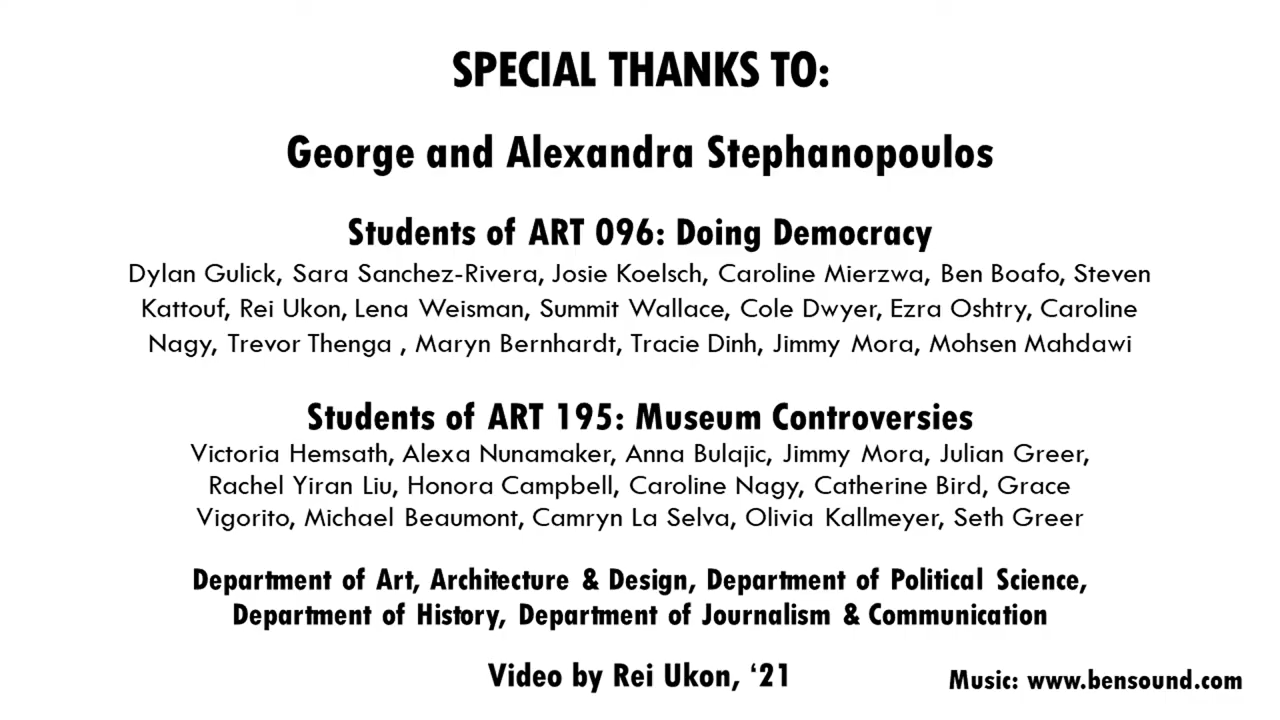 SPECIAL THANKS TO:
George and Alexandra Stephanopoulos
Students of ART 096: Doing Democracy
Dylan Gulick, Sara Sanchez-Rivera, Josie Koelsch, Caroline Mierzwa, Ben Boafo, Steven
Kattouf, Rei Ukon, Lena Weisman, Summit Wallace, Cole Dwyer, Ezra Oshtry, Caroline
Nagy, Trevor Thenga , Maryn Bernhardt, Tracie Dinh, Jimmy Mora, Mohsen Mahdawi
Students of ART 195: Museum Controversies
Victoria Hemsath, Alexa Nunamaker, Anna Bulajic, Jimmy Mora, Julian Greer,
Rachel Yiran Liu, Honora Campbell, Caroline Nagy, Catherine Bird, Grace
Vigorito, Michael Beaumont, Camryn La Selva, Olivia Kallmeyer, Seth Greer
Department of Art, Architecture & Design, Department of Political Science,
Department of History, Department of Journalism & Communication
Video by Rei Ukon, ‘21
Music: www.bensound.com